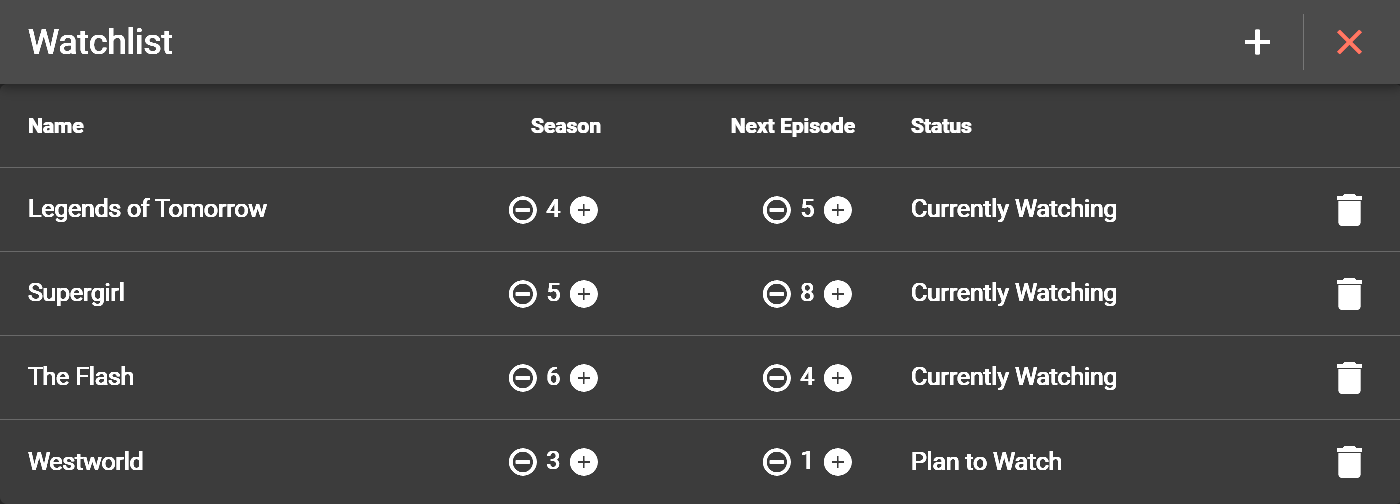 Watchlist
Name Season Next Episode Status
Legends of Tomorrow 4 5 Currently Watching
Supergirl 5 8 Currently Watching
The Flash 6 4 Currently Watching
Westworld 3 1 Plan to Watch